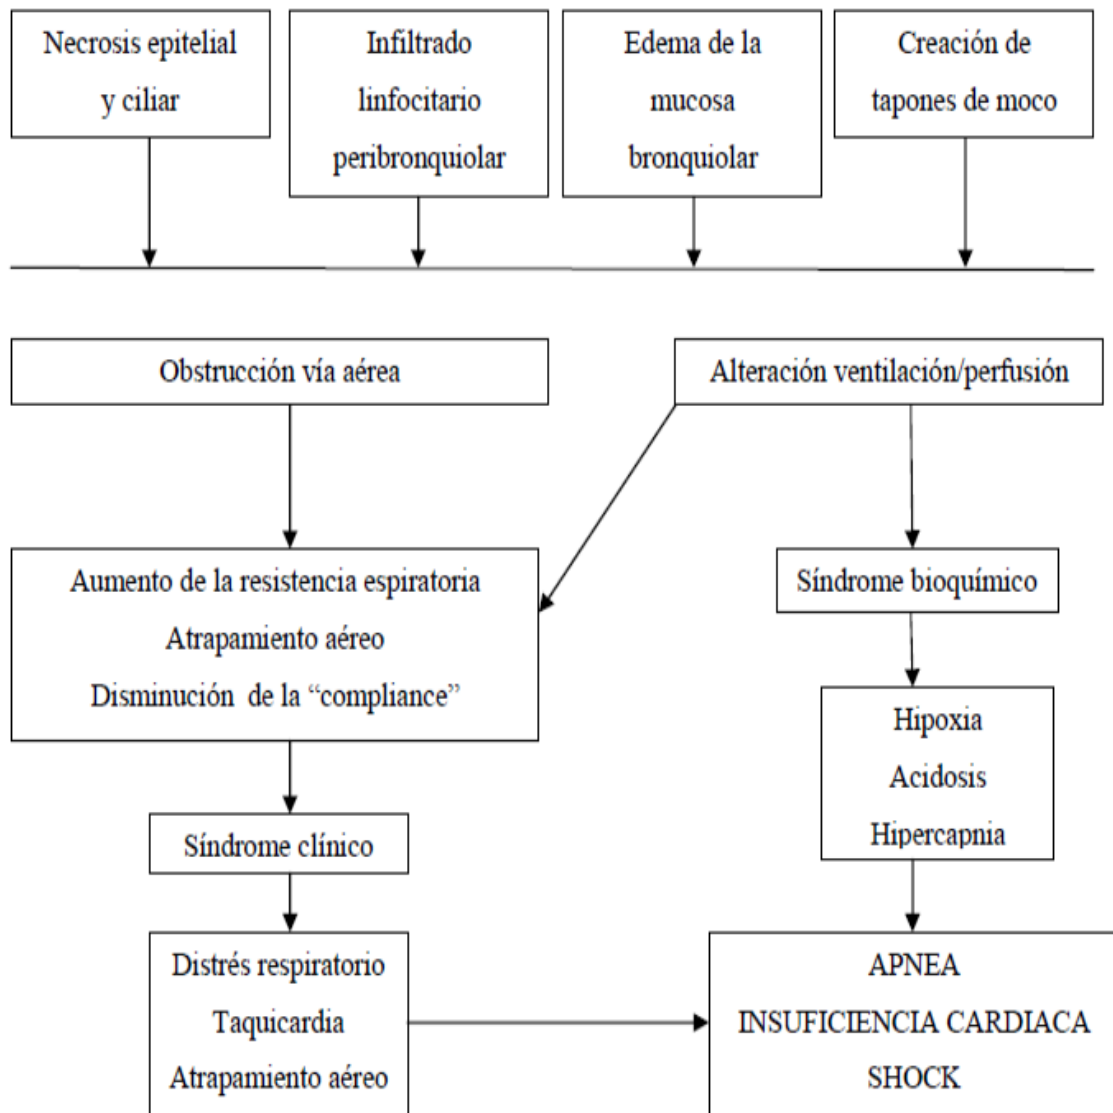 Necrosis epitelial
y ciliar
Infiltrado
linfocitario
peribronquiolar
Edema de la
mucosa
bronquiolar
Creación de
tapones de moco
Obstrucción vía aérea
Alteración ventilación/perfusión
Aumento de la resistencia espiratoria
Atrapamiento aéreo
Disminución de la “compliance”
Síndrome bioquímico
Hipoxia
Acidosis
Hipercapnia
Síndrome clínico
Distrés respiratorio
Taquicardia
Atrapamiento aéreo
APNEA
INSUFICIENCIA CARDIACA
SHOCK